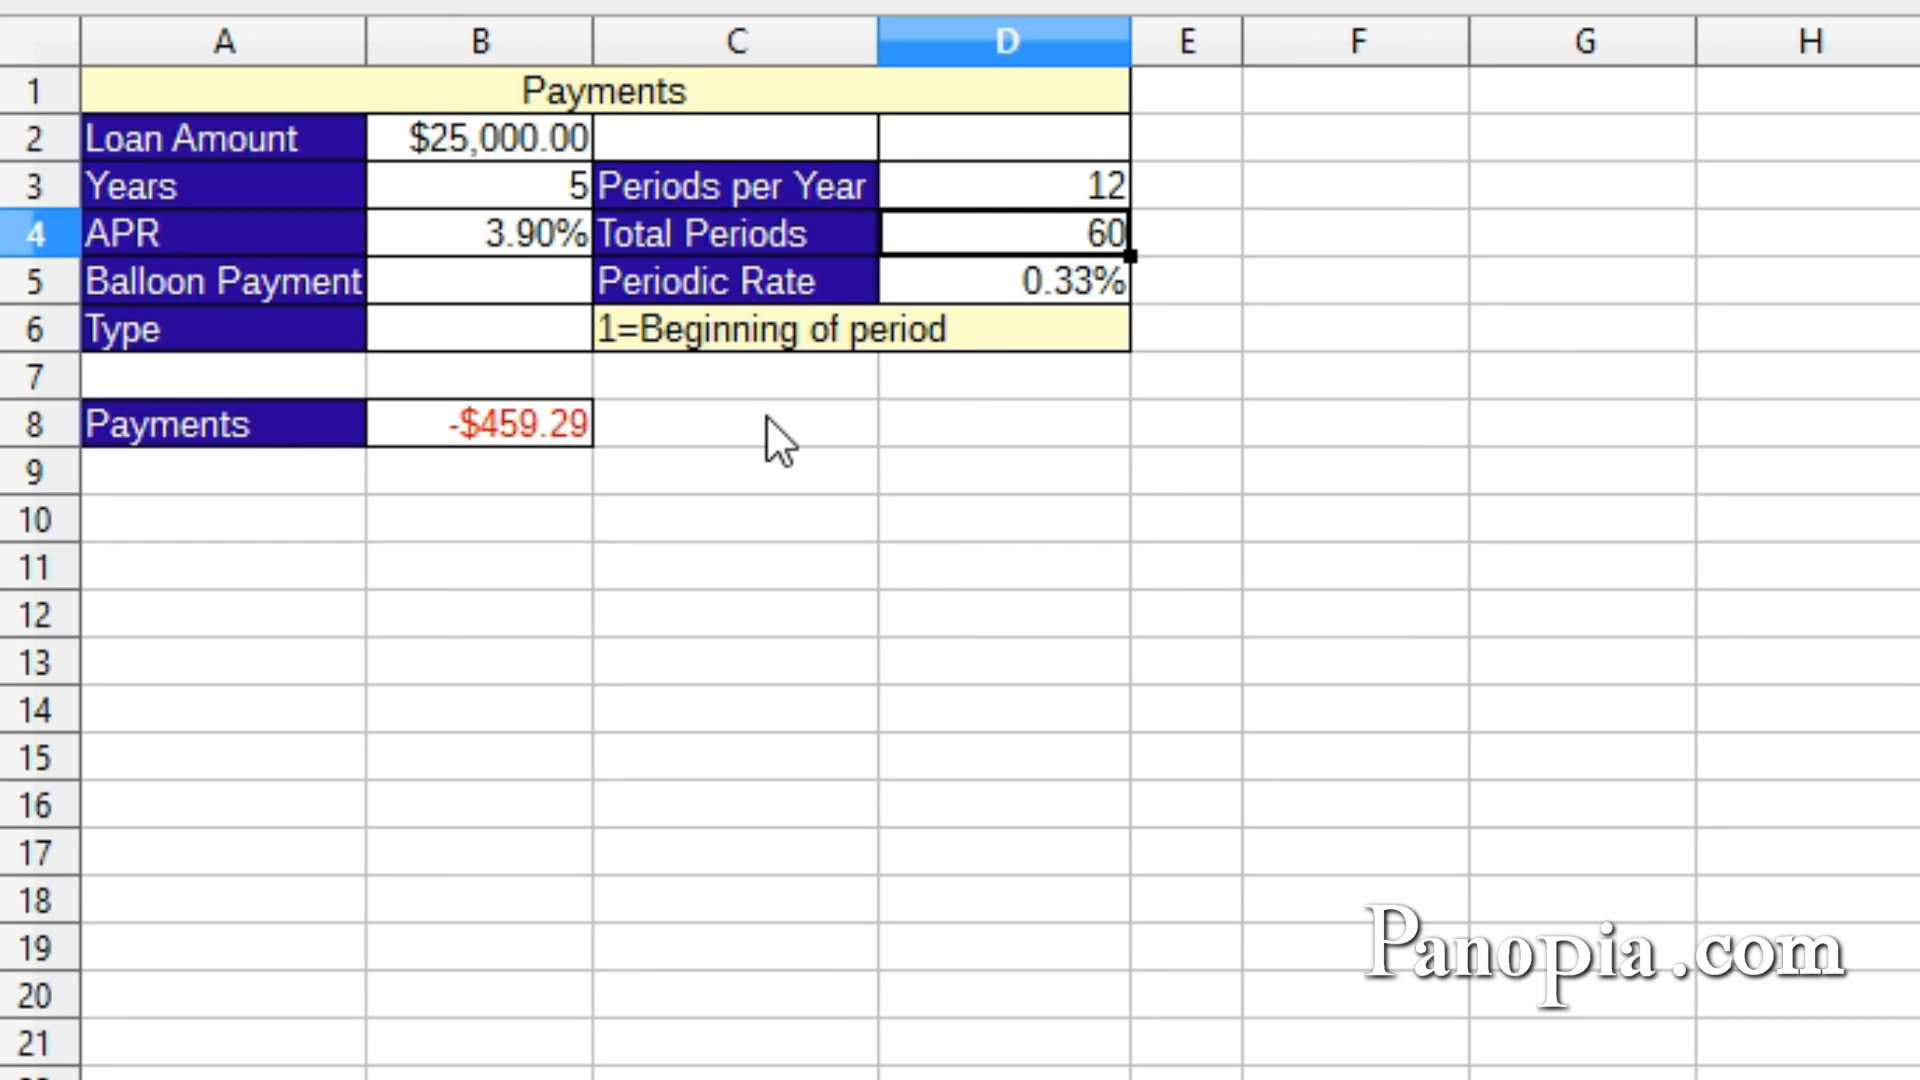 A B C D E F G H
1 Payments
2 Loan Amount $25,000.00
3 Years 5 Periods per Year 12
4 APR 3.90% Total Periods 60
5 Balloon Payment Periodic Rate 0.33%
6 Type 1=Beginning of period
7
8 Payments -$459.29
9
10
11
12
13
14
15
16
17
18
19
Panopia.com
20
21